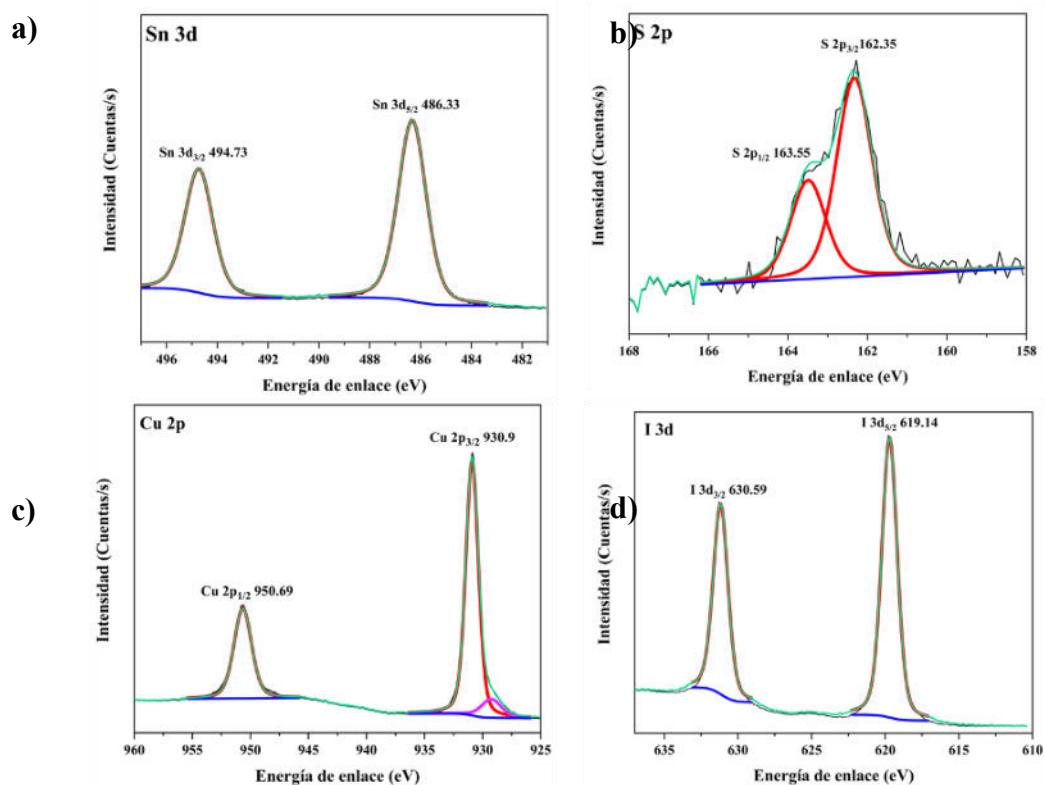 a)
Sn 3d
Intensidad (Cuentas/s)
Sn 3d3/2 494.73
Sn 3d5/2 486.33
496 494 492 490 488 486 484 482
Energía de enlace (eV)
b)
S 2p
Intensidad (Cuentas/s)
S 2p3/2 162.35
S 2p1/2 163.55
168 166 164 162 160 158
Energía de enlace (eV)
c)
Cu 2p
Intensidad (Cuentas/s)
Cu 2p3/2 930.9
Cu 2p1/2 950.69
960 955 950 945 940 935 930 925
Energía de enlace (eV)
d)
I 3d
Intensidad (Cuentas/s)
I 3d5/2 619.14
I 3d3/2 630.59
635 630 625 620 615 610
Energía de enlace (eV)